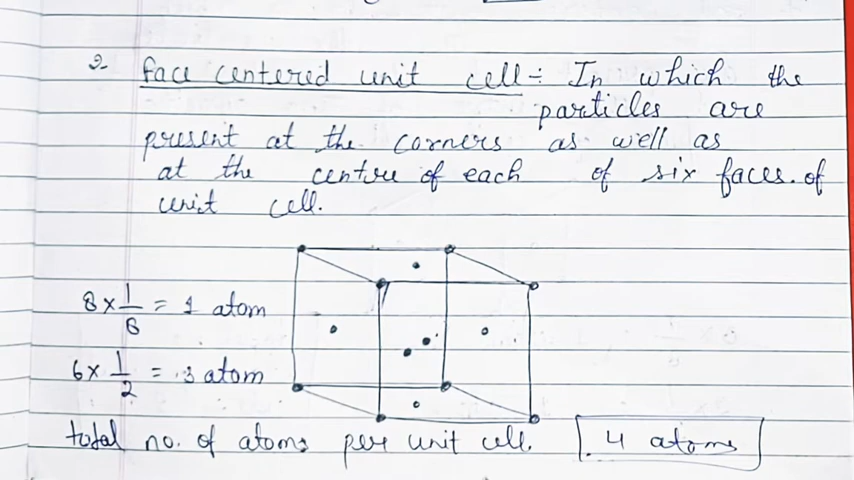 2- face centered unit cell ÷ In which the
particles are
present at the corners as well as
at the centre of each of six faces. of
unit cell.
8 × 1/8 = 1 atom
6 × 1/2 = 3 atom
total no. of atoms per unit cell. 4 atoms